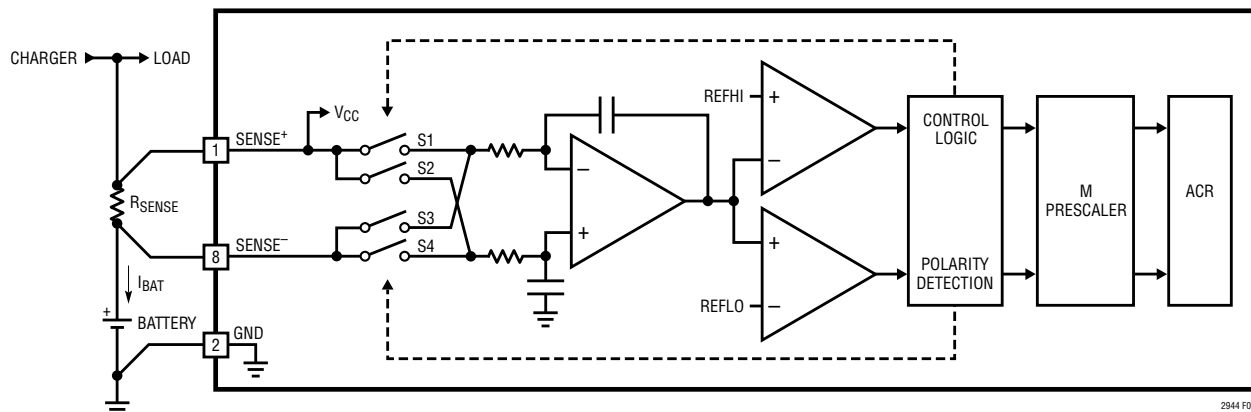 CHARGER
LOAD
VCC
REFHI
+
−
CONTROL
LOGIC
1
SENSE+
S1
S2
−
+
M
PRESCALER
ACR
RSENSE
S3
S4
8
SENSE−
+
−
REFLO
POLARITY
DETECTION
IBAT
+
BATTERY
2
GND
2944 F0